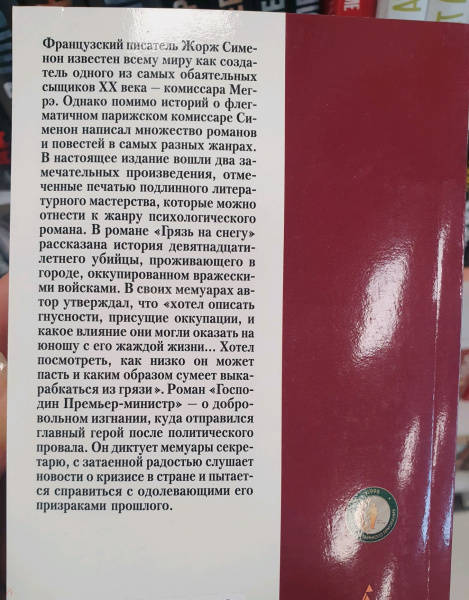 Французский писатель Жорж Симе-
нон известен всему миру как созда-
тель одного из самых обаятельных
сыщиков XX века — комиссара Мег-
рэ. Однако помимо историй о флег-
матичном парижском комиссаре Си-
менон написал множество романов
и повестей в самых разных жанрах.
В настоящее издание вошли два за-
мечательных произведения, отме-
ченные печатью подлинного литера-
турного мастерства, которые можно
отнести к жанру психологического
романа. В романе «Грязь на снегу»
рассказана история девятнадцати-
летнего убийцы, проживающего в
городе, оккупированном вражески-
ми войсками. В своих мемуарах ав-
тор утверждал, что «хотел описать
гнусности, присущие оккупации, и
какое влияние они могли оказать на
юношу с его жаждой жизни... Хотел
посмотреть, как низко он может
пасть и каким образом сумеет выка-
рабкаться из грязи». Роман «Госпо-
дин Премьер-министр» — о добро-
вольном изгнании, куда отправился
главный герой после политического
провала. Он диктует мемуары секре-
тарю, с затаенной радостью слушает
новости о кризисе в стране и пытает-
ся справиться с одолевающими его
призраками прошлого.